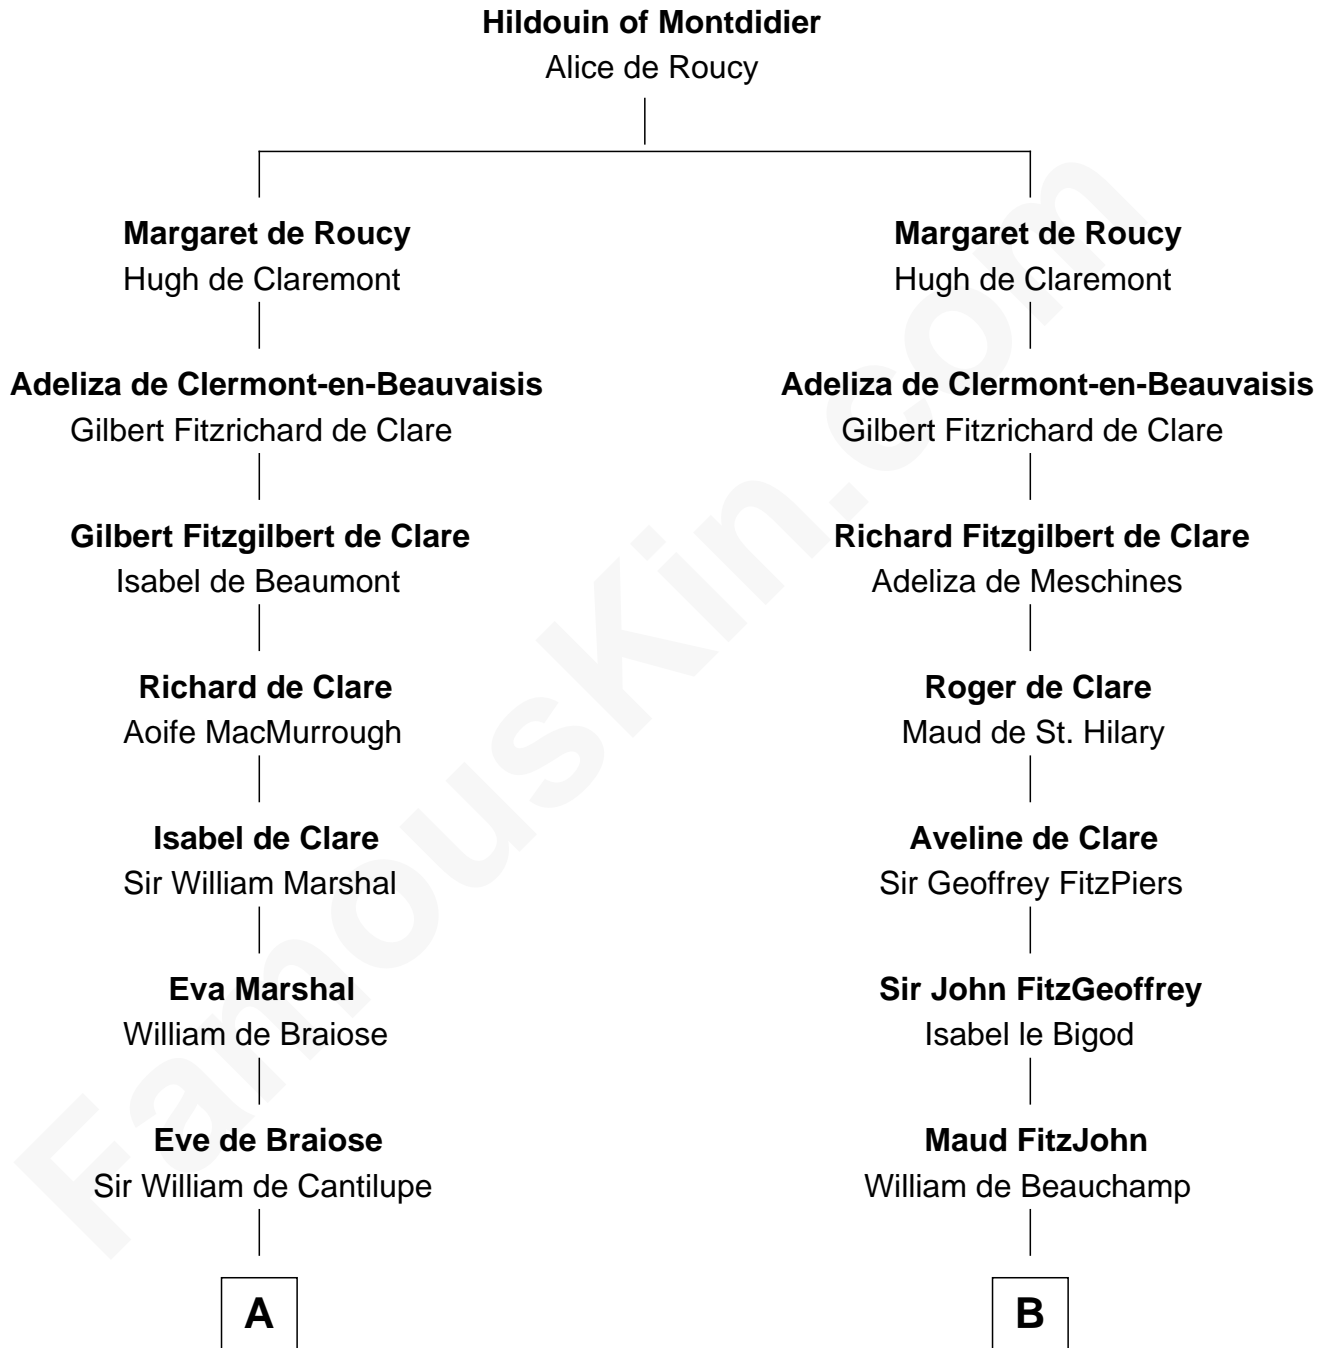 Hildouin of Montdidier
Alice de Roucy
Margaret de Roucy
Hugh de Claremont
Margaret de Roucy
Hugh de Claremont
Adeliza de Clermont-en-Beauvaisis
Gilbert Fitzrichard de Clare
Adeliza de Clermont-en-Beauvaisis
Gilbert Fitzrichard de Clare
Gilbert Fitzgilbert de Clare
Isabel de Beaumont
Richard Fitzgilbert de Clare
Adeliza de Meschines
Richard de Clare
Aoife MacMurrough
Roger de Clare
Maud de St. Hilary
Isabel de Clare
Sir William Marshal
Aveline de Clare
Sir Geoffrey FitzPiers
Eva Marshal
William de Braiose
Sir John FitzGeoffrey
Isabel le Bigod
Eve de Braiose
Sir William de Cantilupe
Maud FitzJohn
William de Beauchamp
A
B
FamousKin.com